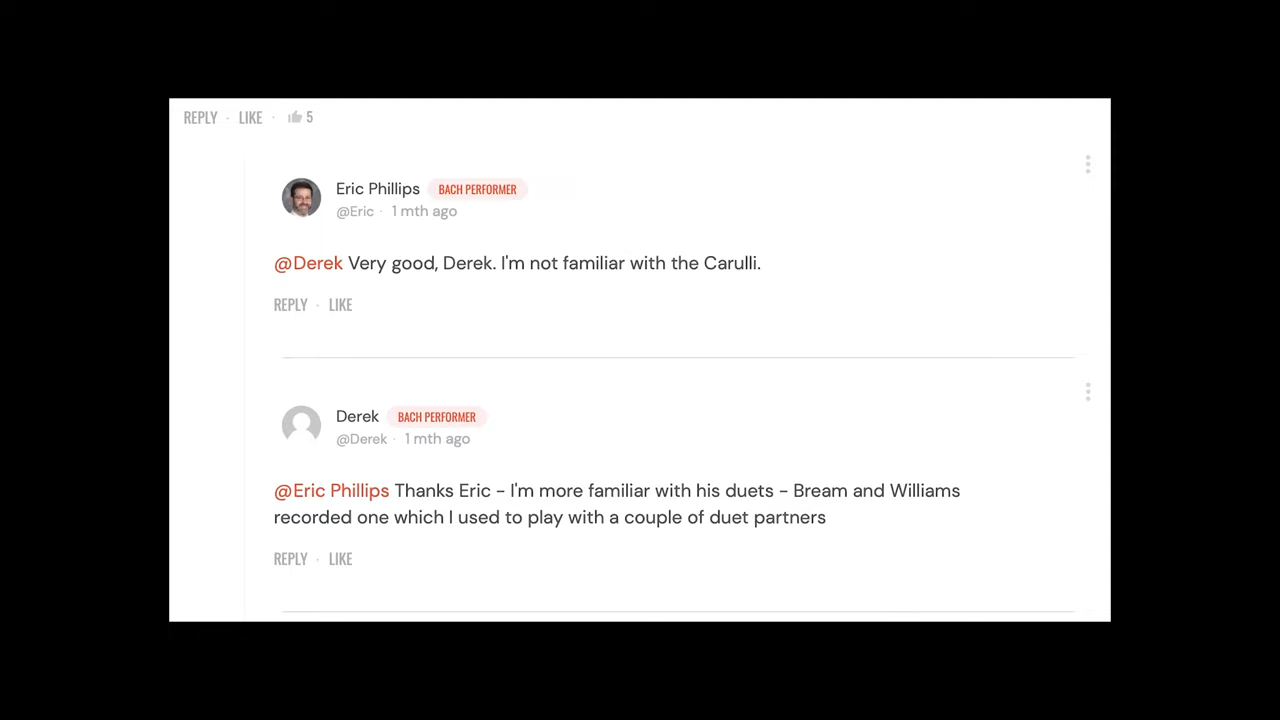 REPLY · LIKE · 5
Eric Phillips BACH PERFORMER
@Eric · 1 mth ago
@Derek Very good, Derek. I'm not familiar with the Carulli.
REPLY · LIKE
Derek BACH PERFORMER
@Derek · 1 mth ago
@Eric Phillips Thanks Eric - I'm more familiar with his duets - Bream and Williams
recorded one which I used to play with a couple of duet partners
REPLY · LIKE